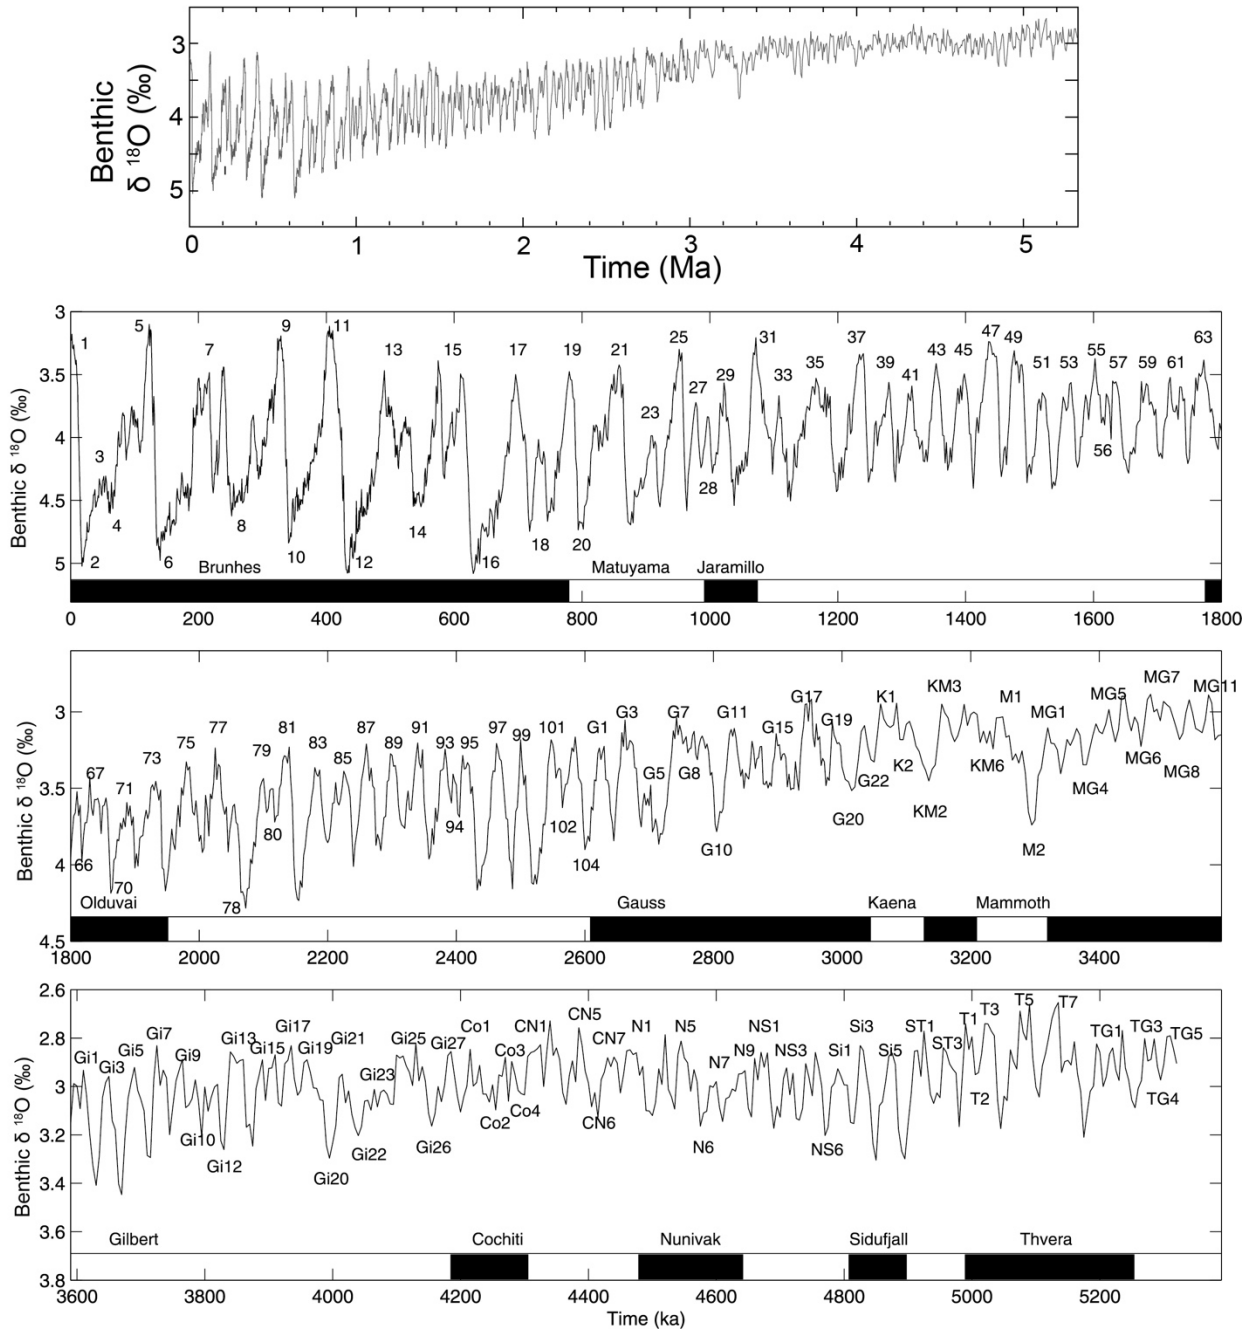 Benthic
δ ¹⁸O (‰)
3
4
5
0 1 2 3 4 5
Time (Ma)
Benthic δ ¹⁸O (‰)
3
3.5
4
4.5
5
1 3 5 7 9 11 13 15 17 19 21 23 25 27 29 31 33 35 37 39 41 43 45 47 49 51 53 55 57 59 61 63
2 4 6 8 10 12 14 16 18 20 28 56
Brunhes Matuyama Jaramillo
0 200 400 600 800 1000 1200 1400 1600 1800
Benthic δ ¹⁸O (‰)
3
3.5
4
4.5
67 71 73 75 77 79 81 83 85 87 89 91 93 95 97 99 101 G1 G3 G5 G7 G11 G15 G17 G19 K1 KM3 M1 MG1 MG5 MG7 MG11
66 70 78 80 94 102 104 G8 G10 G20 G22 K2 KM2 KM6 M2 MG4 MG6 MG8
Olduvai Gauss Kaena Mammoth
1800 2000 2200 2400 2600 2800 3000 3200 3400
Benthic δ ¹⁸O (‰)
2.6
2.8
3.0
3.2
3.4
3.6
3.8
Gi1 Gi3 Gi5 Gi7 Gi9 Gi13 Gi15 Gi17 Gi19 Gi21 Gi23 Gi25 Gi27 Co1 Co3 CN1 CN5 CN7 N1 N5 N7 N9 NS1 NS3 Si1 Si3 Si5 ST1 ST3 T1 T3 T5 T7 TG1 TG3 TG5
Gi10 Gi12 Gi20 Gi22 Gi26 Co2 Co4 CN6 N6 NS6 T2 TG4
Gilbert Cochiti Nunivak Sidufjall Thvera
3600 3800 4000 4200 4400 4600 4800 5000 5200
Time (ka)